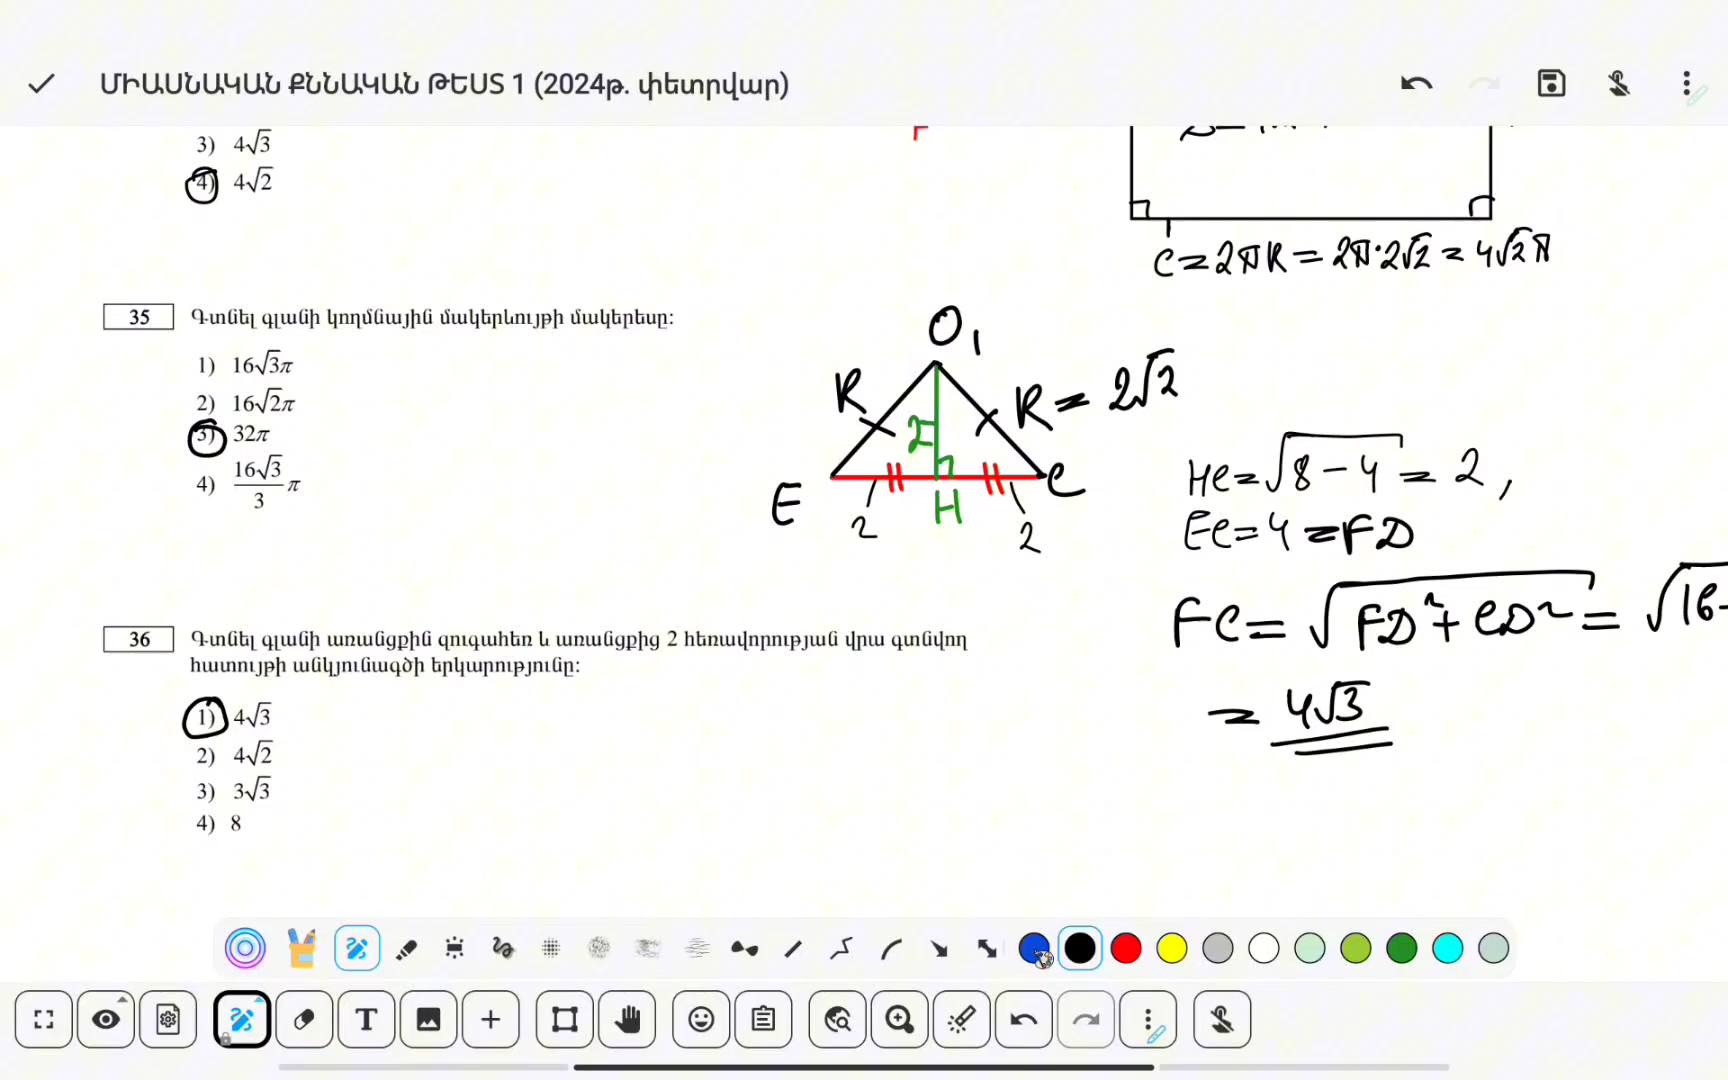 ՄԻԱՍՆԱԿԱՆ ՔՆՆԱԿԱՆ ԹԵՍՏ 1 (2024թ. փետրվար)
3) 4√3
4) 4√2
C = 2πR = 2π·2√2 = 4√2π
35 Գտնել գլանի կողմնային մակերևույթի մակերեսը:
1) 16√3π
2) 16√2π
3) 32π
4) 16√3/3 π
O₁
R
R = 2√2
2
E
C
H
2
2
HC = √8 − 4 = 2,
EC = 4 = FD
FC = √FD² + CD² = √16
= 4√3
36 Գտնել գլանի առանցքին զուգահեռ և առանցքից 2 հեռավորության վրա գտնվող
հատույթի անկյունագծի երկարությունը:
1) 4√3
2) 4√2
3) 3√3
4) 8
T